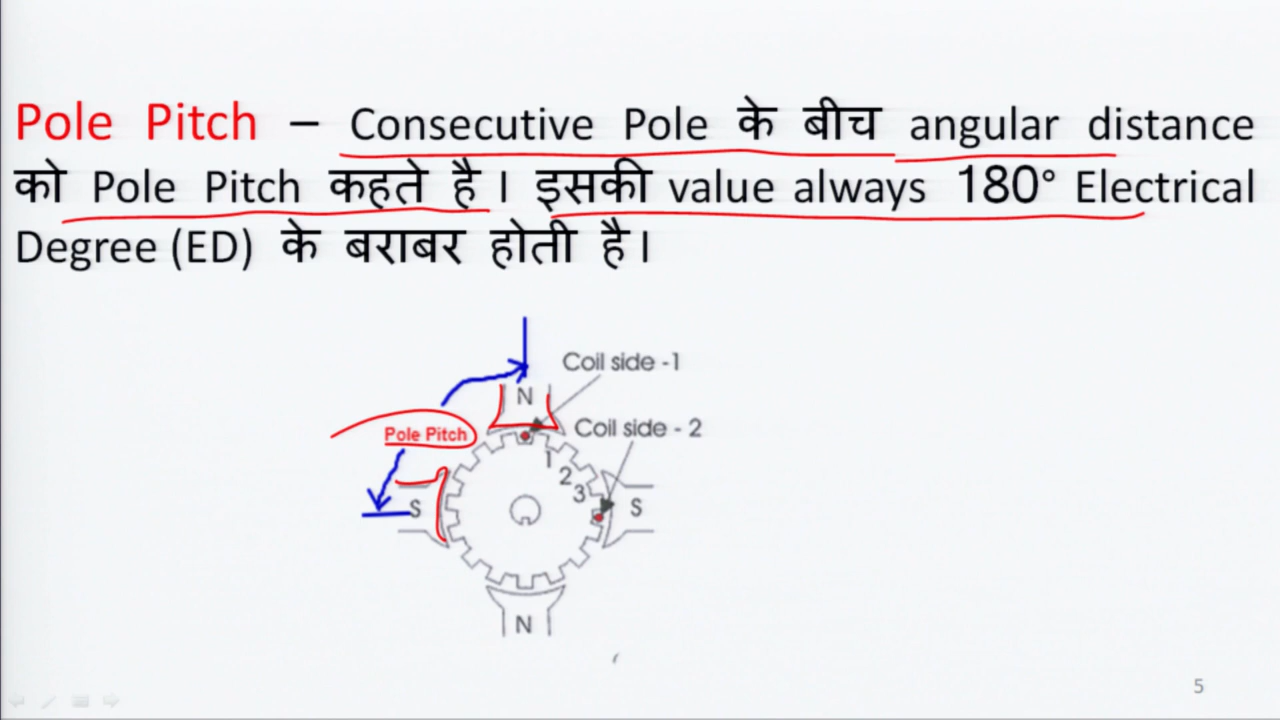 Pole Pitch – Consecutive Pole के बीच angular distance
को Pole Pitch कहते है । इसकी value always 180° Electrical
Degree (ED) के बराबर होती है ।
Coil side -1
N
Coil side - 2
Pole Pitch
1
2
3
S
S
N
5